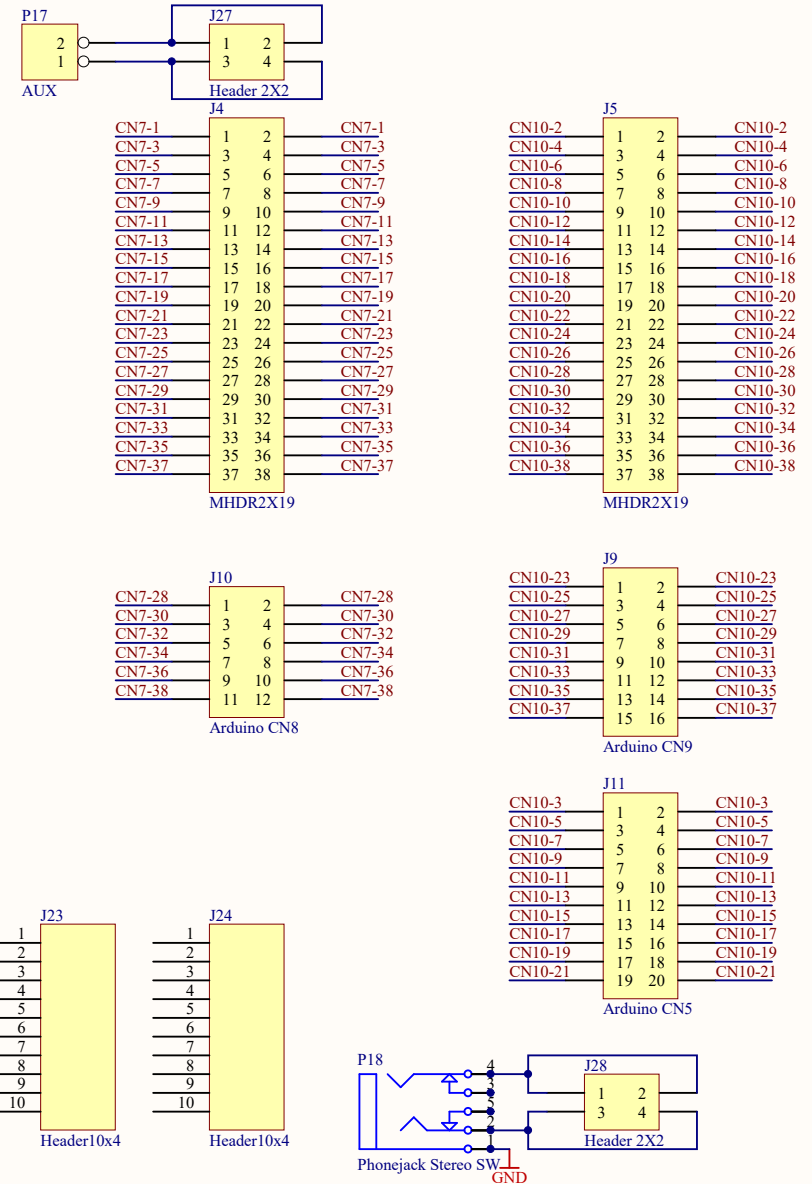 P17
2
1
AUX
J27
1 2
3 4
Header 2X2
J4
CN7-1 1 2 CN7-1
CN7-3 3 4 CN7-3
CN7-5 5 6 CN7-5
CN7-7 7 8 CN7-7
CN7-9 9 10 CN7-9
CN7-11 11 12 CN7-11
CN7-13 13 14 CN7-13
CN7-15 15 16 CN7-15
CN7-17 17 18 CN7-17
CN7-19 19 20 CN7-19
CN7-21 21 22 CN7-21
CN7-23 23 24 CN7-23
CN7-25 25 26 CN7-25
CN7-27 27 28 CN7-27
CN7-29 29 30 CN7-29
CN7-31 31 32 CN7-31
CN7-33 33 34 CN7-33
CN7-35 35 36 CN7-35
CN7-37 37 38 CN7-37
MHDR2X19
J5
CN10-2 1 2 CN10-2
CN10-4 3 4 CN10-4
CN10-6 5 6 CN10-6
CN10-8 7 8 CN10-8
CN10-10 9 10 CN10-10
CN10-12 11 12 CN10-12
CN10-14 13 14 CN10-14
CN10-16 15 16 CN10-16
CN10-18 17 18 CN10-18
CN10-20 19 20 CN10-20
CN10-22 21 22 CN10-22
CN10-24 23 24 CN10-24
CN10-26 25 26 CN10-26
CN10-28 27 28 CN10-28
CN10-30 29 30 CN10-30
CN10-32 31 32 CN10-32
CN10-34 33 34 CN10-34
CN10-36 35 36 CN10-36
CN10-38 37 38 CN10-38
MHDR2X19
J10
CN7-28 1 2 CN7-28
CN7-30 3 4 CN7-30
CN7-32 5 6 CN7-32
CN7-34 7 8 CN7-34
CN7-36 9 10 CN7-36
CN7-38 11 12 CN7-38
Arduino CN8
J9
CN10-23 1 2 CN10-23
CN10-25 3 4 CN10-25
CN10-27 5 6 CN10-27
CN10-29 7 8 CN10-29
CN10-31 9 10 CN10-31
CN10-33 11 12 CN10-33
CN10-35 13 14 CN10-35
CN10-37 15 16 CN10-37
Arduino CN9
J11
CN10-3 1 2 CN10-3
CN10-5 3 4 CN10-5
CN10-7 5 6 CN10-7
CN10-9 7 8 CN10-9
CN10-11 9 10 CN10-11
CN10-13 11 12 CN10-13
CN10-15 13 14 CN10-15
CN10-17 15 16 CN10-17
CN10-19 17 18 CN10-19
CN10-21 19 20 CN10-21
Arduino CN5
J23
1
2
3
4
5
6
7
8
9
10
Header10x4
J24
1
2
3
4
5
6
7
8
9
10
Header10x4
P18
4
3
5
2
1
Phonejack Stereo SW
GND
J28
1 2
3 4
Header 2X2